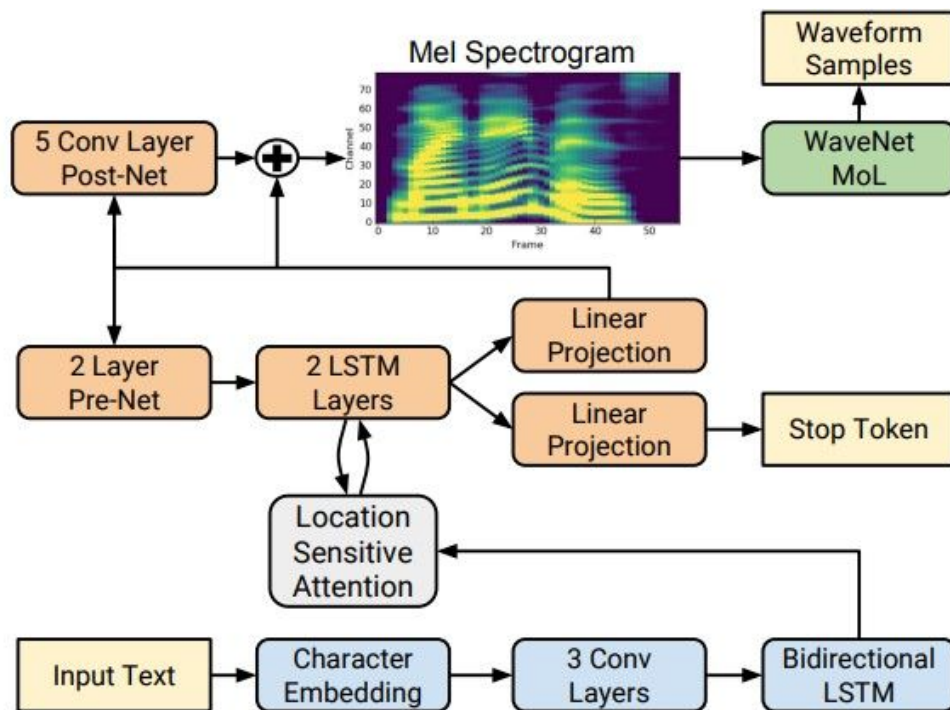 Waveform
Samples
Mel Spectrogram
5 Conv Layer
Post-Net
WaveNet
MoL
Channel
70
60
50
40
30
20
10
0
0 10 20 30 40 50
Frame
2 Layer
Pre-Net
2 LSTM
Layers
Linear
Projection
Linear
Projection
Stop Token
Location
Sensitive
Attention
Input Text
Character
Embedding
3 Conv
Layers
Bidirectional
LSTM